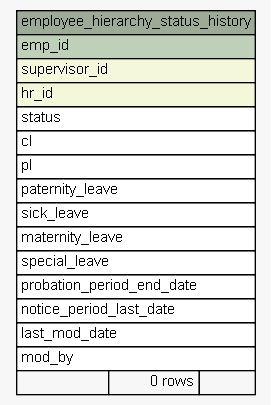 employee_hierarchy_status_history
emp_id
supervisor_id
hr_id
status
cl
pl
paternity_leave
sick_leave
maternity_leave
special_leave
probation_period_end_date
notice_period_last_date
last_mod_date
mod_by
0 rows